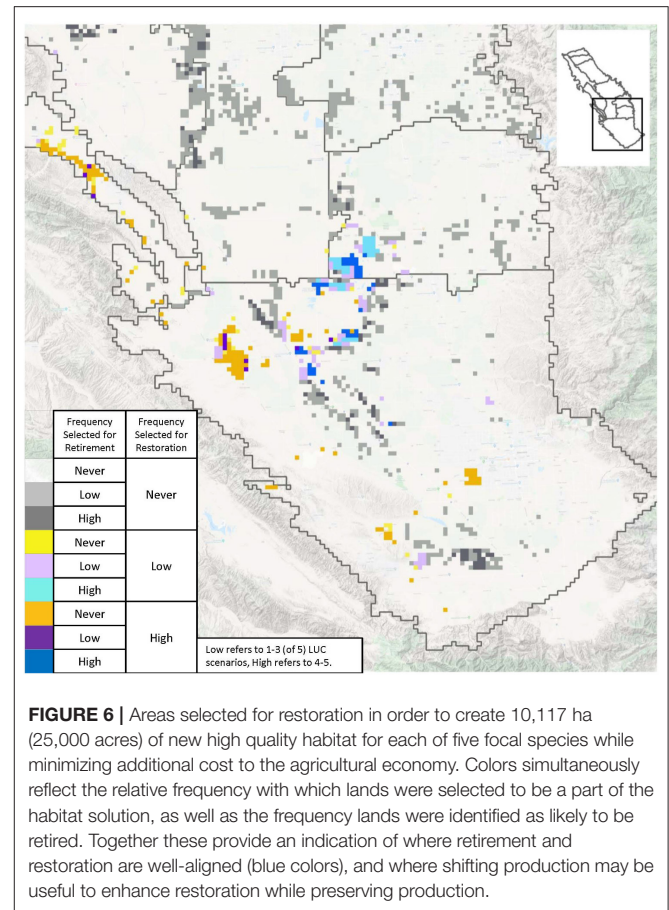 Frequency
Selected for
Retirement
Frequency
Selected for
Restoration
Never
Low
High
Never
Never
Low
High
Low
Never
Low
High
High
Low refers to 1-3 (of 5) LUC
scenarios, High refers to 4-5.
FIGURE 6 | Areas selected for restoration in order to create 10,117 ha
(25,000 acres) of new high quality habitat for each of five focal species while
minimizing additional cost to the agricultural economy. Colors simultaneously
reflect the relative frequency with which lands were selected to be a part of the
habitat solution, as well as the frequency lands were identified as likely to be
retired. Together these provide an indication of where retirement and
restoration are well-aligned (blue colors), and where shifting production may be
useful to enhance restoration while preserving production.